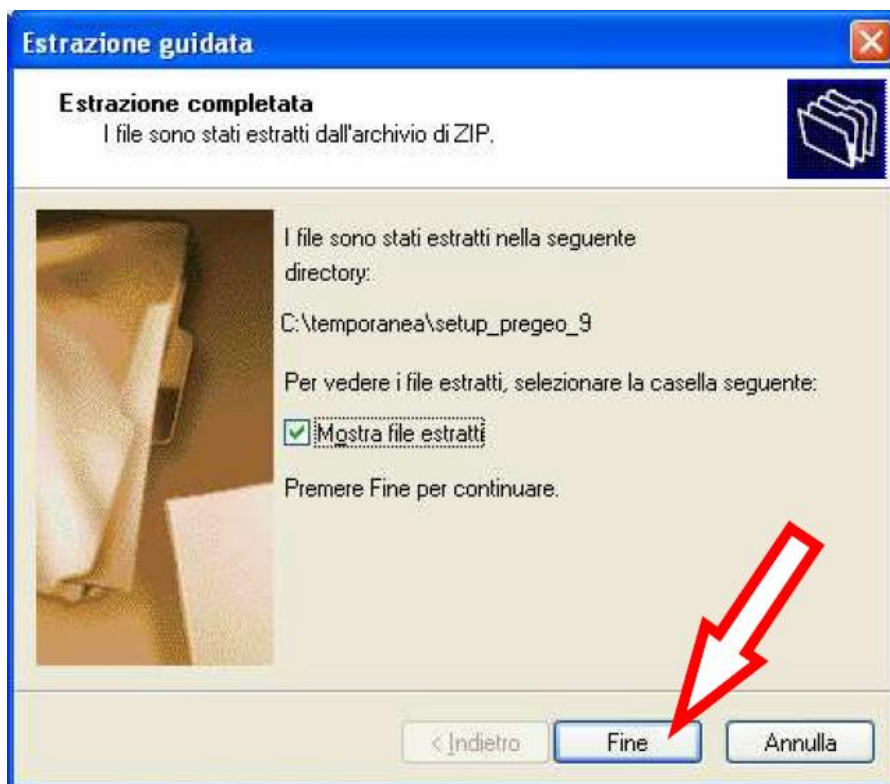 Estrazione guidata
Estrazione completata
I file sono stati estratti dall'archivio di ZIP.
I file sono stati estratti nella seguente
directory:
C:\temporanea\setup_pregeo_9
Per vedere i file estratti, selezionare la casella seguente:
Mostra file estratti
Premere Fine per continuare.
< Indietro
Fine
Annulla